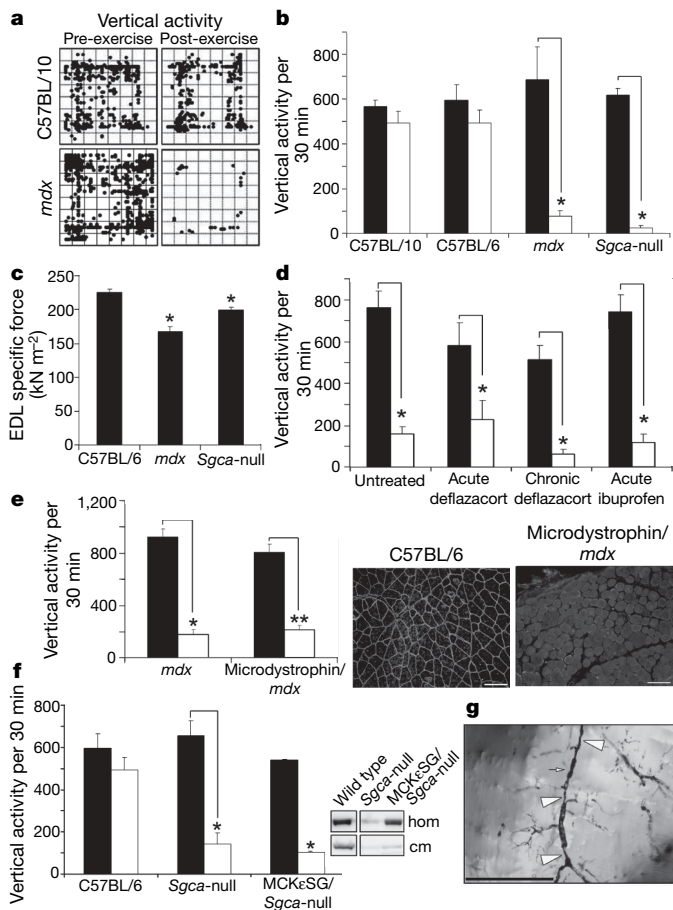 a
Vertical activity
Pre-exercise Post-exercise
C57BL/10
mdx
b
Vertical activity per
30 min
800
600
400
200
0
*
*
C57BL/10 C57BL/6 mdx Sgca-null
c
EDL specific force
(kN m–2)
250
200
150
100
50
0
*
*
C57BL/6 mdx Sgca-null
d
Vertical activity per
30 min
800
600
400
200
0
*
*
*
*
Untreated Acute deflazacort Chronic deflazacort Acute ibuprofen
e
Vertical activity per
30 min
1,200
800
400
0
*
**
mdx Microdystrophin/
mdx
C57BL/6
Microdystrophin/
mdx
f
Vertical activity per 30 min
800
600
400
200
0
*
*
C57BL/6 Sgca-null MCKεSG/
Sgca-null
Wild type
Sgca-null
MCKεSG/
Sgca-null
hom
cm
g